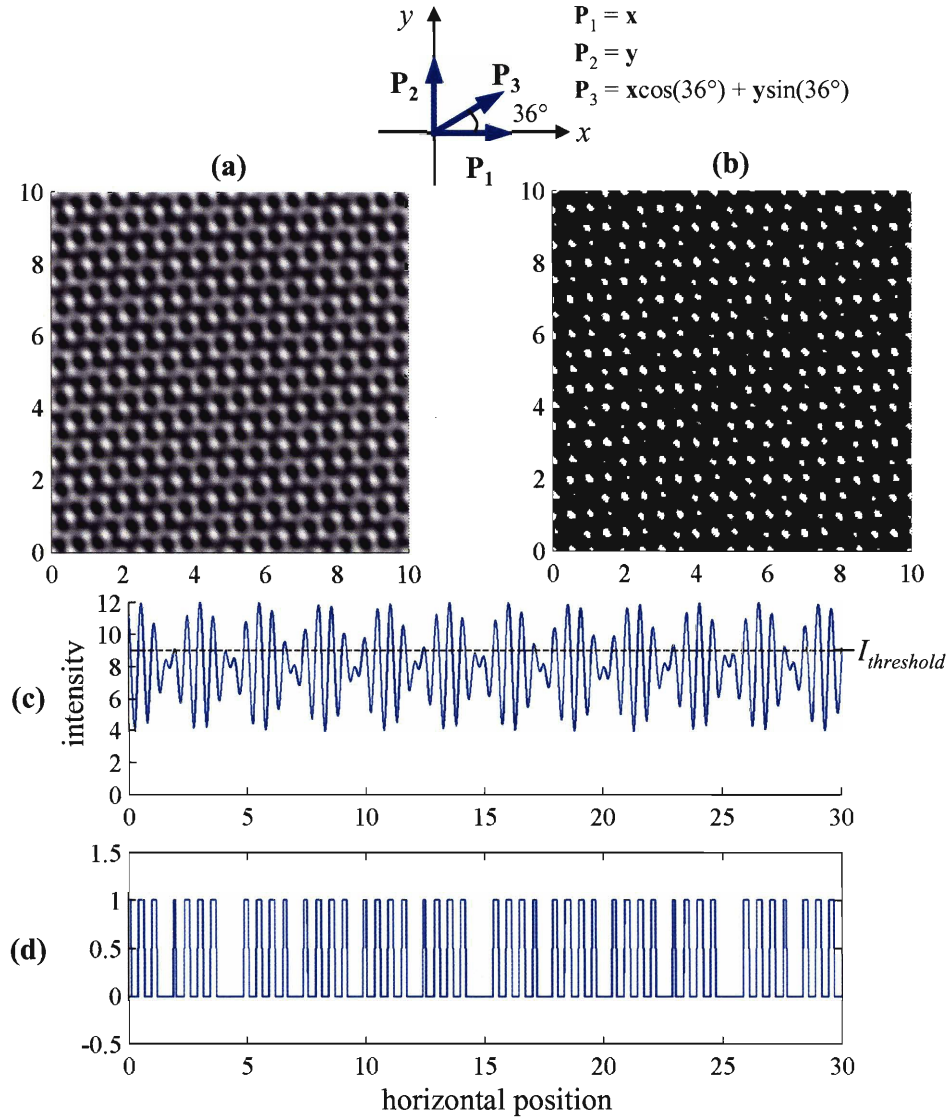 y
P₁ = x
P₂ = y
P₃ = xcos(36°) + ysin(36°)
P₂
P₃
36°
x
P₁
(a)
(b)
10
8
6
4
2
0
0 2 4 6 8 10
10
8
6
4
2
0
0 2 4 6 8 10
(c)
intensity
12
10
8
6
4
2
0
I threshold
0 5 10 15 20 25 30
(d)
1.5
1
0.5
0
-0.5
0 5 10 15 20 25 30
horizontal position